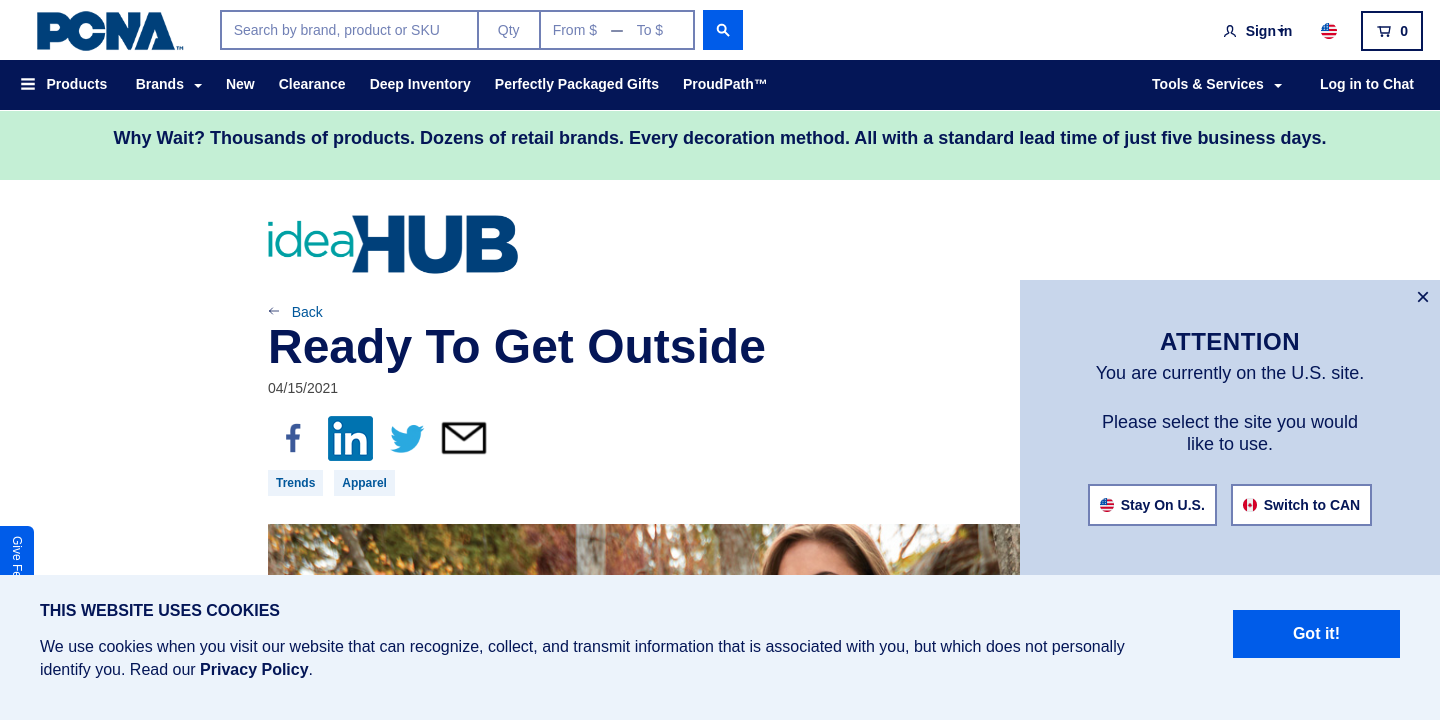 PCNA™
Search by brand, product or SKU
Qty
From $ — To $
Sign in
0
Products
Brands
New
Clearance
Deep Inventory
Perfectly Packaged Gifts
ProudPath™
Tools & Services
Log in to Chat
Why Wait? Thousands of products. Dozens of retail brands. Every decoration method. All with a standard lead time of just five business days.
ideaHUB
Back
Ready To Get Outside
04/15/2021
Trends
Apparel
×
ATTENTION
You are currently on the U.S. site.
Please select the site you would
like to use.
Stay On U.S.
Switch to CAN
Give Fe
THIS WEBSITE USES COOKIES
We use cookies when you visit our website that can recognize, collect, and transmit information that is associated with you, but which does not personally
identify you. Read our Privacy Policy.
Got it!